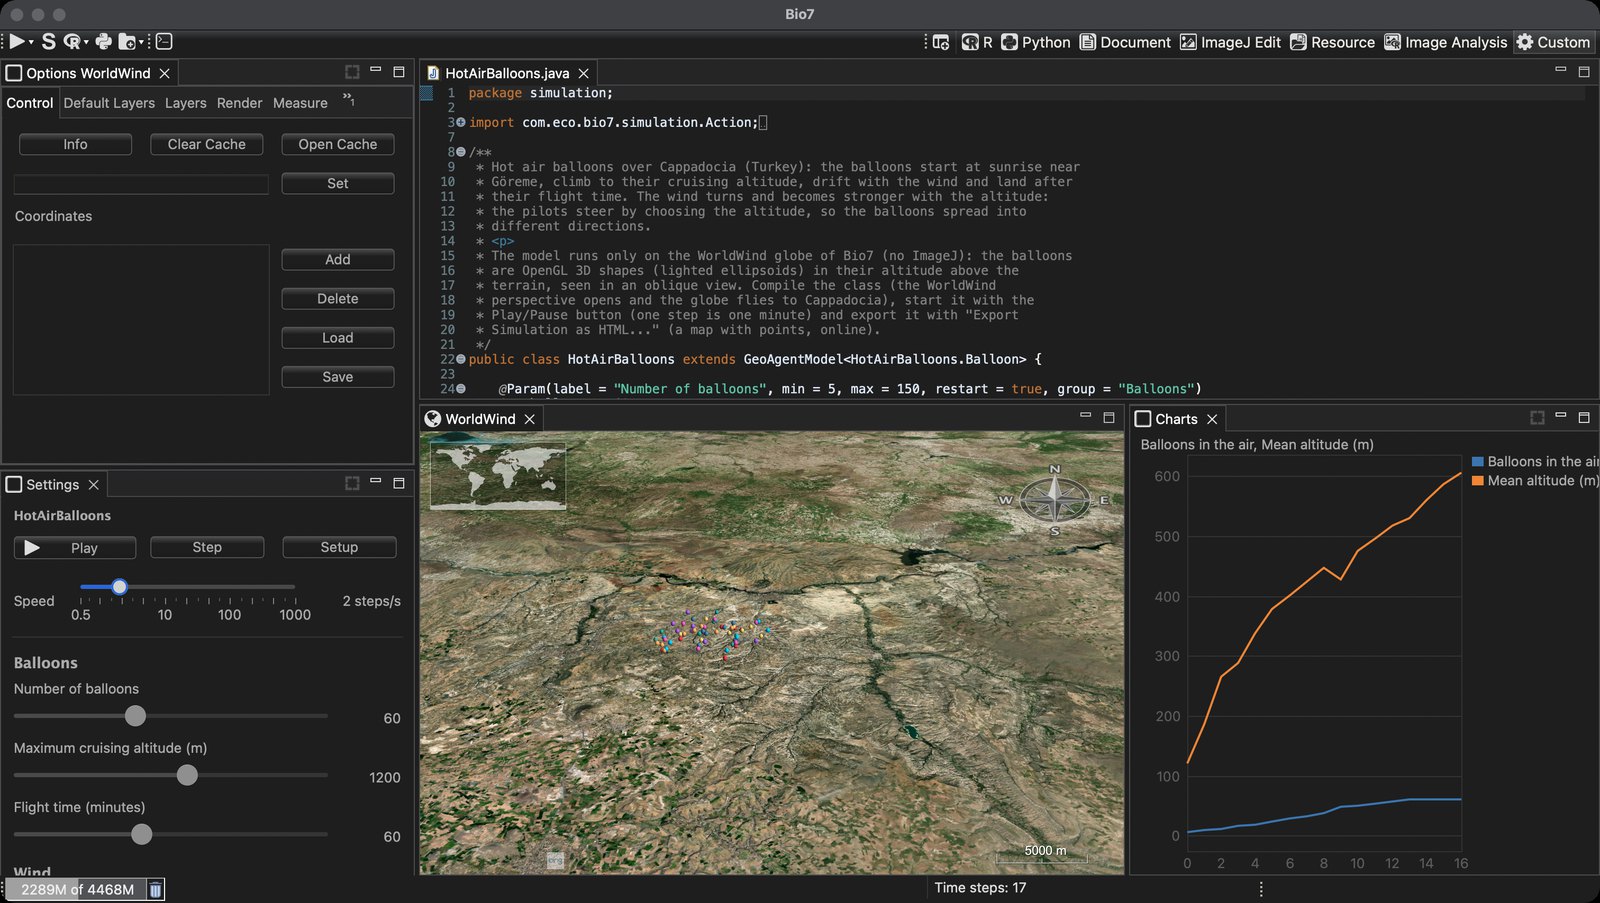 Bio7
R Python Document ImageJ Edit Resource Image Analysis Custom
Options WorldWind
Control Default Layers Layers Render Measure »1
Info Clear Cache Open Cache
Set
Coordinates
Add
Delete
Load
Save
Settings
HotAirBalloons
Play Step Setup
Speed 2 steps/s
0.5 10 100 1000
Balloons
Number of balloons
60
Maximum cruising altitude (m)
1200
Flight time (minutes)
60
Wind
2289M of 4468M
HotAirBalloons.java
1 package simulation;
2
3 import com.eco.bio7.simulation.Action;
7
8 /**
9 * Hot air balloons over Cappadocia (Turkey): the balloons start at sunrise near
10 * Göreme, climb to their cruising altitude, drift with the wind and land after
11 * their flight time. The wind turns and becomes stronger with the altitude:
12 * the pilots steer by choosing the altitude, so the balloons spread into
13 * different directions.
14 * <p>
15 * The model runs only on the WorldWind globe of Bio7 (no ImageJ): the balloons
16 * are OpenGL 3D shapes (lighted ellipsoids) in their altitude above the
17 * terrain, seen in an oblique view. Compile the class (the WorldWind
18 * perspective opens and the globe flies to Cappadocia), start it with the
19 * Play/Pause button (one step is one minute) and export it with "Export
20 * Simulation as HTML..." (a map with points, online).
21 */
22 public class HotAirBalloons extends GeoAgentModel<HotAirBalloons.Balloon> {
23
24 @Param(label = "Number of balloons", min = 5, max = 150, restart = true, group = "Balloons")
WorldWind
N
W E
S
5000 m
Time steps: 17
Charts
Balloons in the air, Mean altitude (m)
Balloons in the air
Mean altitude (m)
600
500
400
300
200
100
0
0 2 4 6 8 10 12 14 16